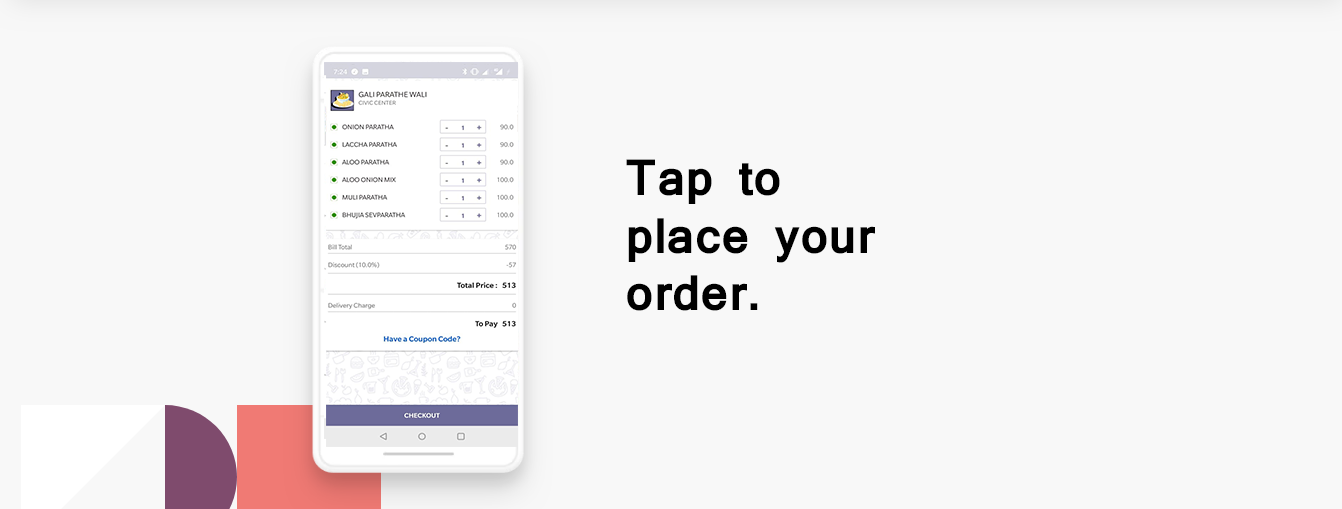 7:24
GALI PARATHE WALI
CIVIC CENTER
ONION PARATHA - 1 + 90.0
LACCHA PARATHA - 1 + 90.0
ALOO PARATHA - 1 + 90.0
ALOO ONION MIX - 1 + 100.0
MULI PARATHA - 1 + 100.0
BHUJIA SEVPARATHA - 1 + 100.0
Bill Total 570
Discount (10.0%) -57
Total Price : 513
Delivery Charge 0
To Pay 513
Have a Coupon Code?
CHECKOUT
Tap to
place your
order.